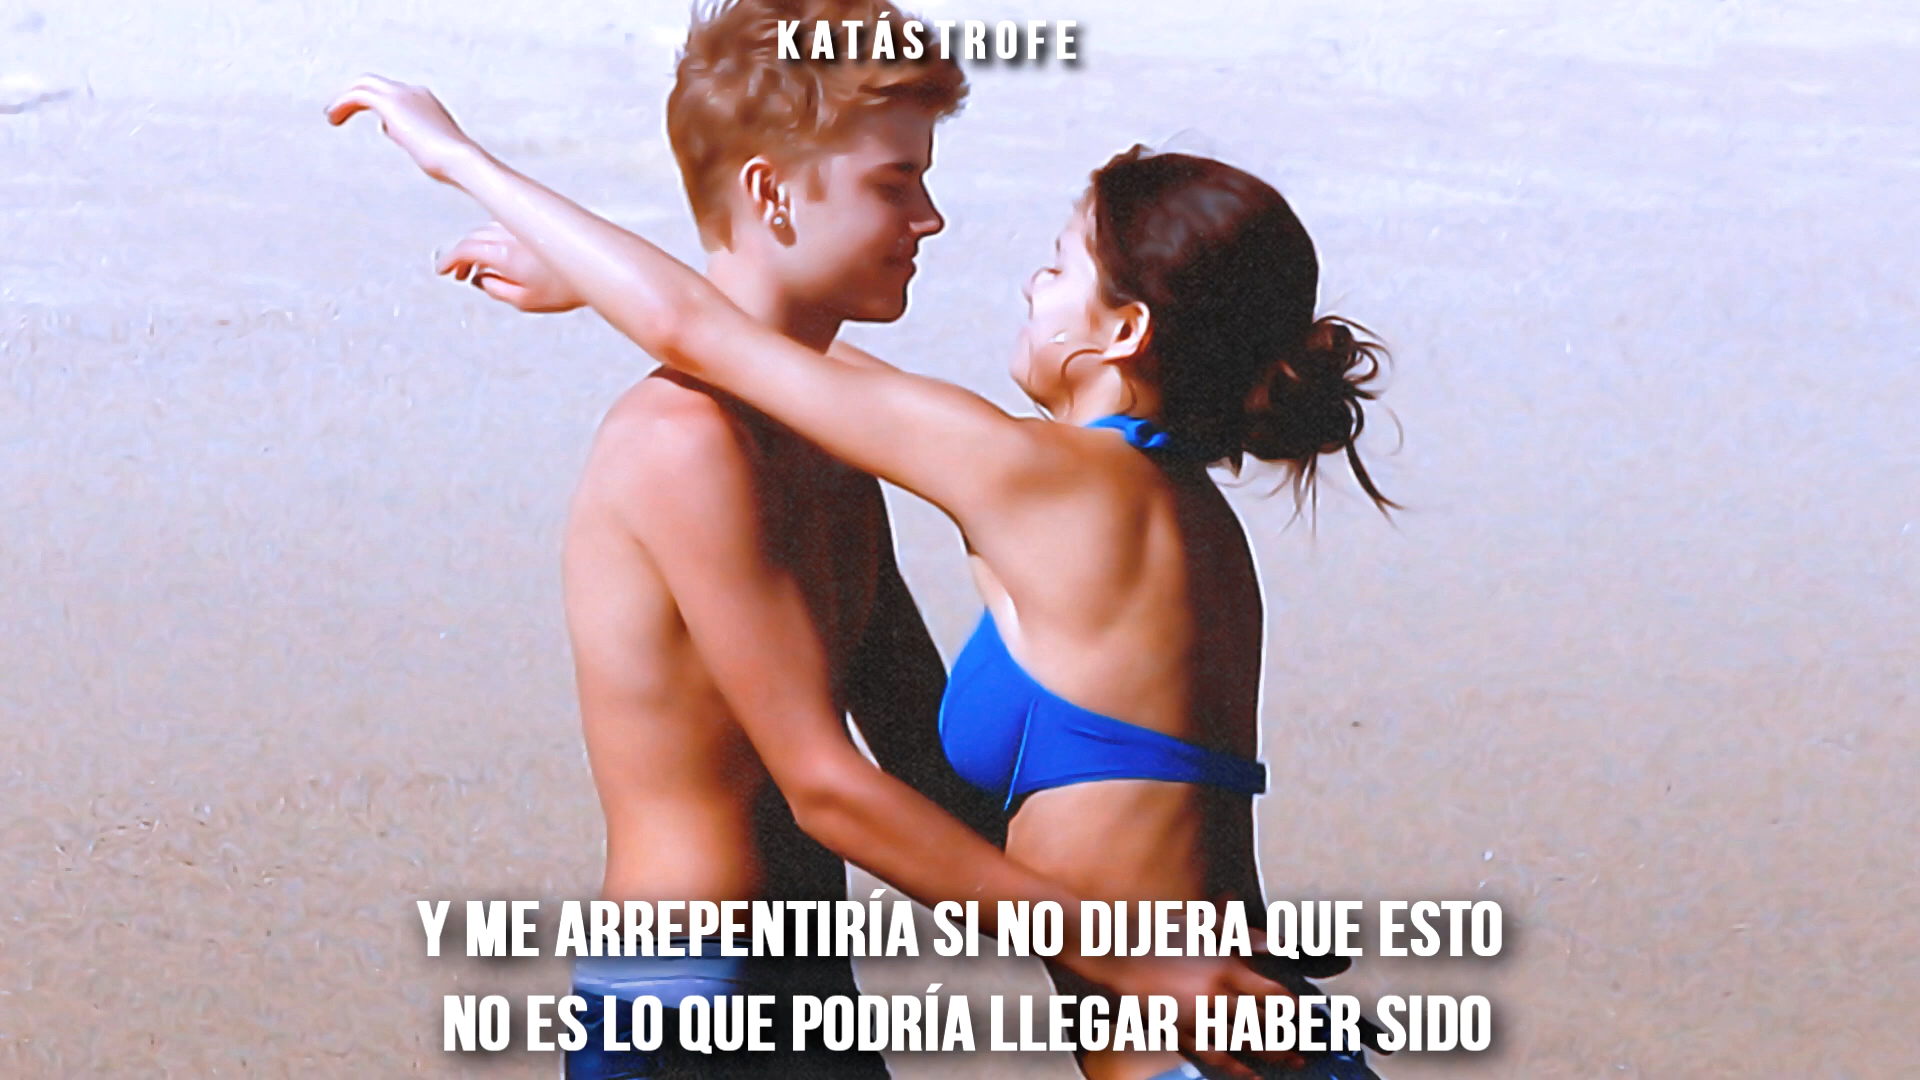 KATÁSTROFE
Y ME ARREPENTIRÍA SI NO DIJERA QUE ESTO
NO ES LO QUE PODRÍA LLEGAR HABER SIDO